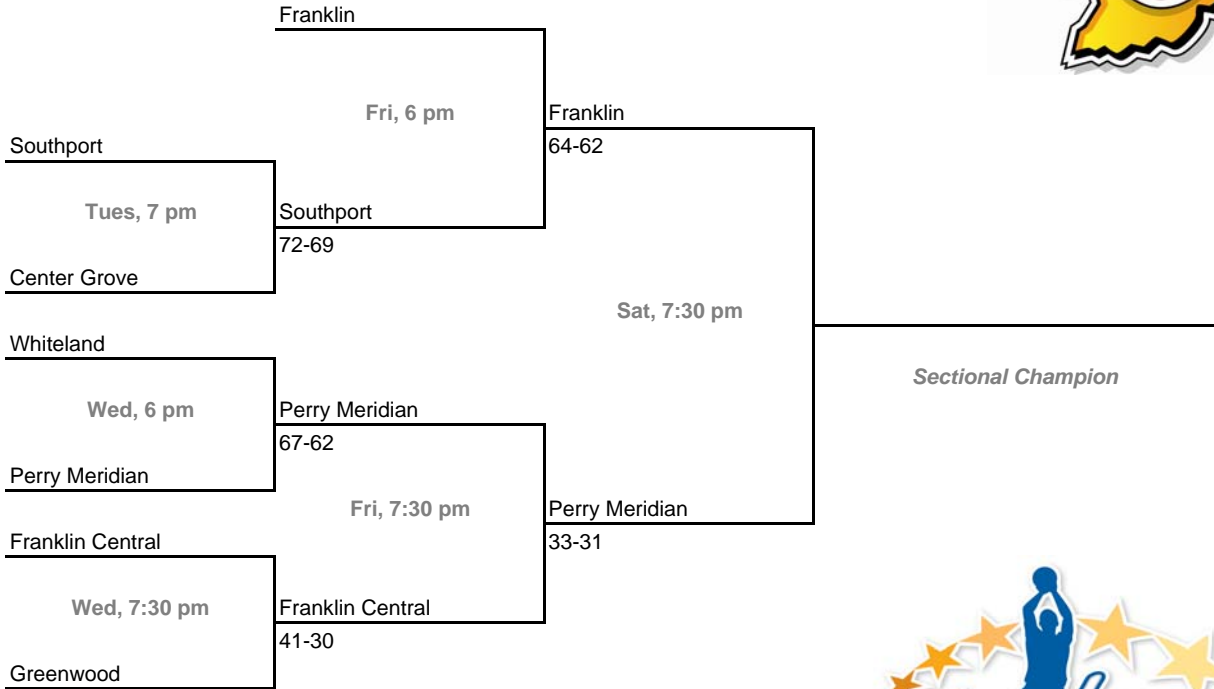 Franklin
Fri, 6 pm
Franklin
Southport
64-62
Tues, 7 pm
Southport
72-69
Center Grove
Sat, 7:30 pm
Whiteland
Sectional Champion
Wed, 6 pm
Perry Meridian
67-62
Perry Meridian
Fri, 7:30 pm
Perry Meridian
Franklin Central
33-31
Wed, 7:30 pm
Franklin Central
41-30
Greenwood